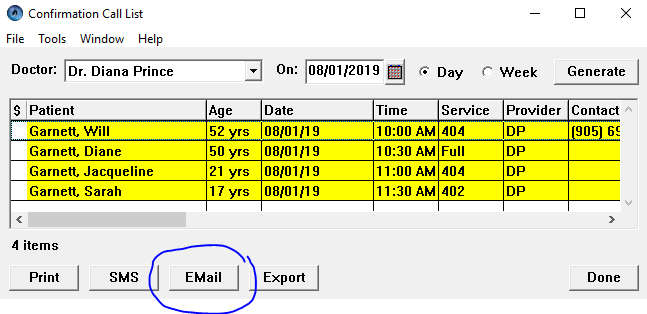 Confirmation Call List
File Tools Window Help
Doctor: Dr. Diana Prince On: 08/01/2019 Day Week Generate
$ Patient Age Date Time Service Provider Contact
Garnett, Will 52 yrs 08/01/19 10:00 AM 404 DP (905) 69
Garnett, Diane 50 yrs 08/01/19 10:30 AM Full DP
Garnett, Jacqueline 21 yrs 08/01/19 11:00 AM 404 DP
Garnett, Sarah 17 yrs 08/01/19 11:30 AM 402 DP
4 items
Print SMS EMail Export Done